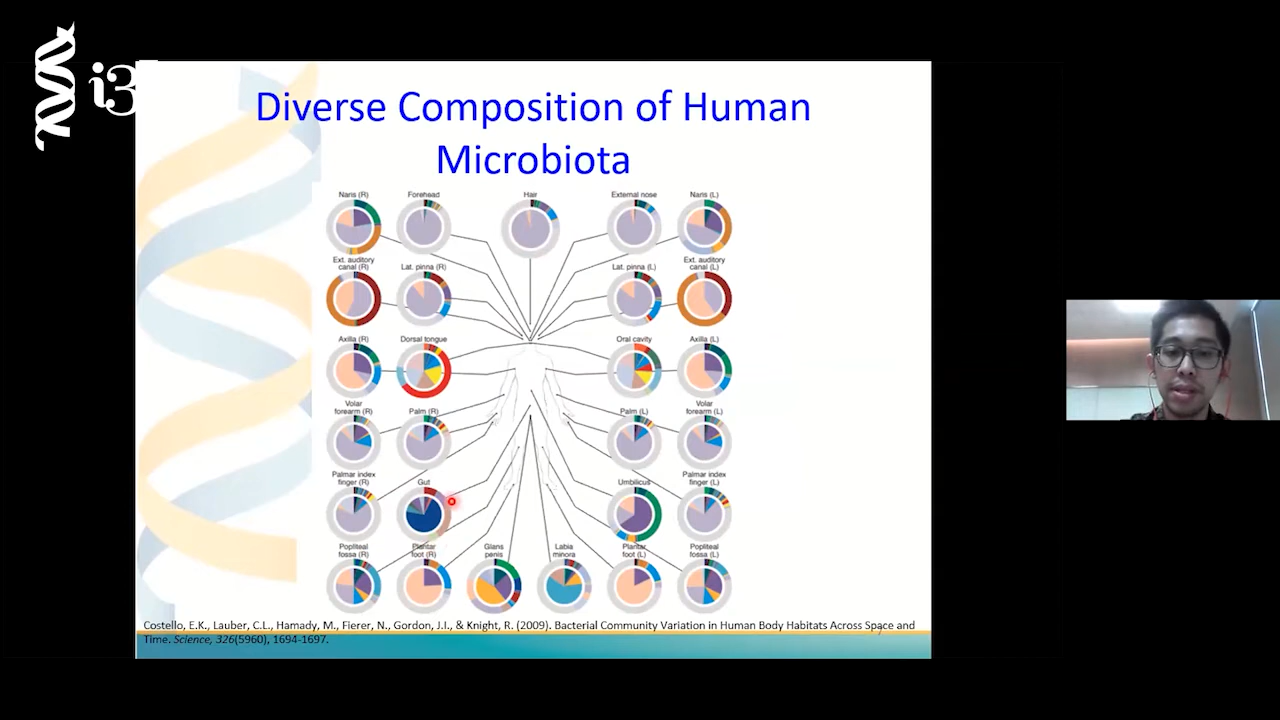 i3
Diverse Composition of Human
Microbiota
Naris (R)
Forehead
Hair
External nose
Naris (L)
Ext. auditory
canal (R)
Lat. pinna (R)
Lat. pinna (L)
Ext. auditory
canal (L)
Axilla (R)
Dorsal tongue
Oral cavity
Axilla (L)
Volar
forearm (R)
Palm (R)
Palm (L)
Volar
forearm (L)
Palmar index
finger (R)
Gut
Umbilicus
Palmar index
finger (L)
Popliteal
fossa (R)
Plantar
foot (R)
Glans
penis
Labia
minora
Plantar
foot (L)
Popliteal
fossa (L)
Costello, E.K., Lauber, C.L., Hamady, M., Fierer, N., Gordon, J.I., & Knight, R. (2009). Bacterial Community Variation in Human Body Habitats Across Space and
Time. Science, 326(5960), 1694-1697.
7